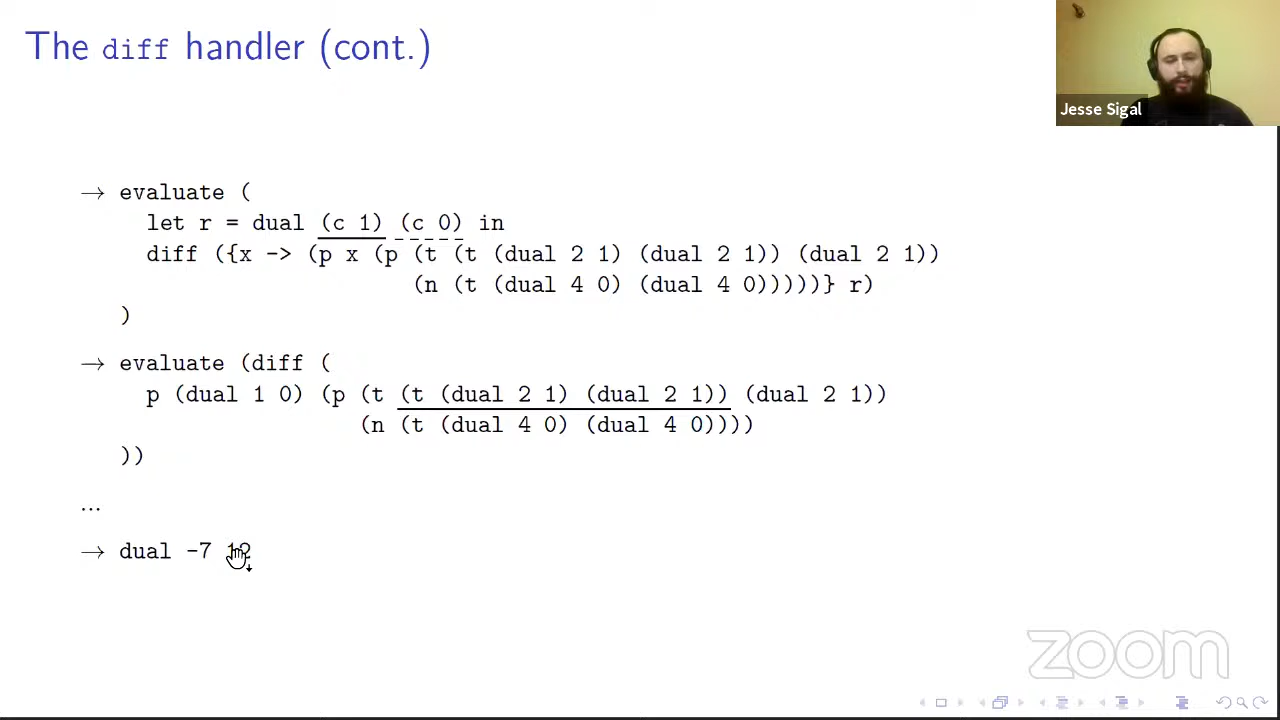 The diff handler (cont.)
Jesse Sigal
→ evaluate (
let r = dual (c 1) (c 0) in
diff ({x -> (p x (p (t (t (dual 2 1) (dual 2 1)) (dual 2 1))
(n (t (dual 4 0) (dual 4 0)))))} r)
)
→ evaluate (diff (
p (dual 1 0) (p (t (t (dual 2 1) (dual 2 1)) (dual 2 1))
(n (t (dual 4 0) (dual 4 0))))
))
...
→ dual -7
zoom